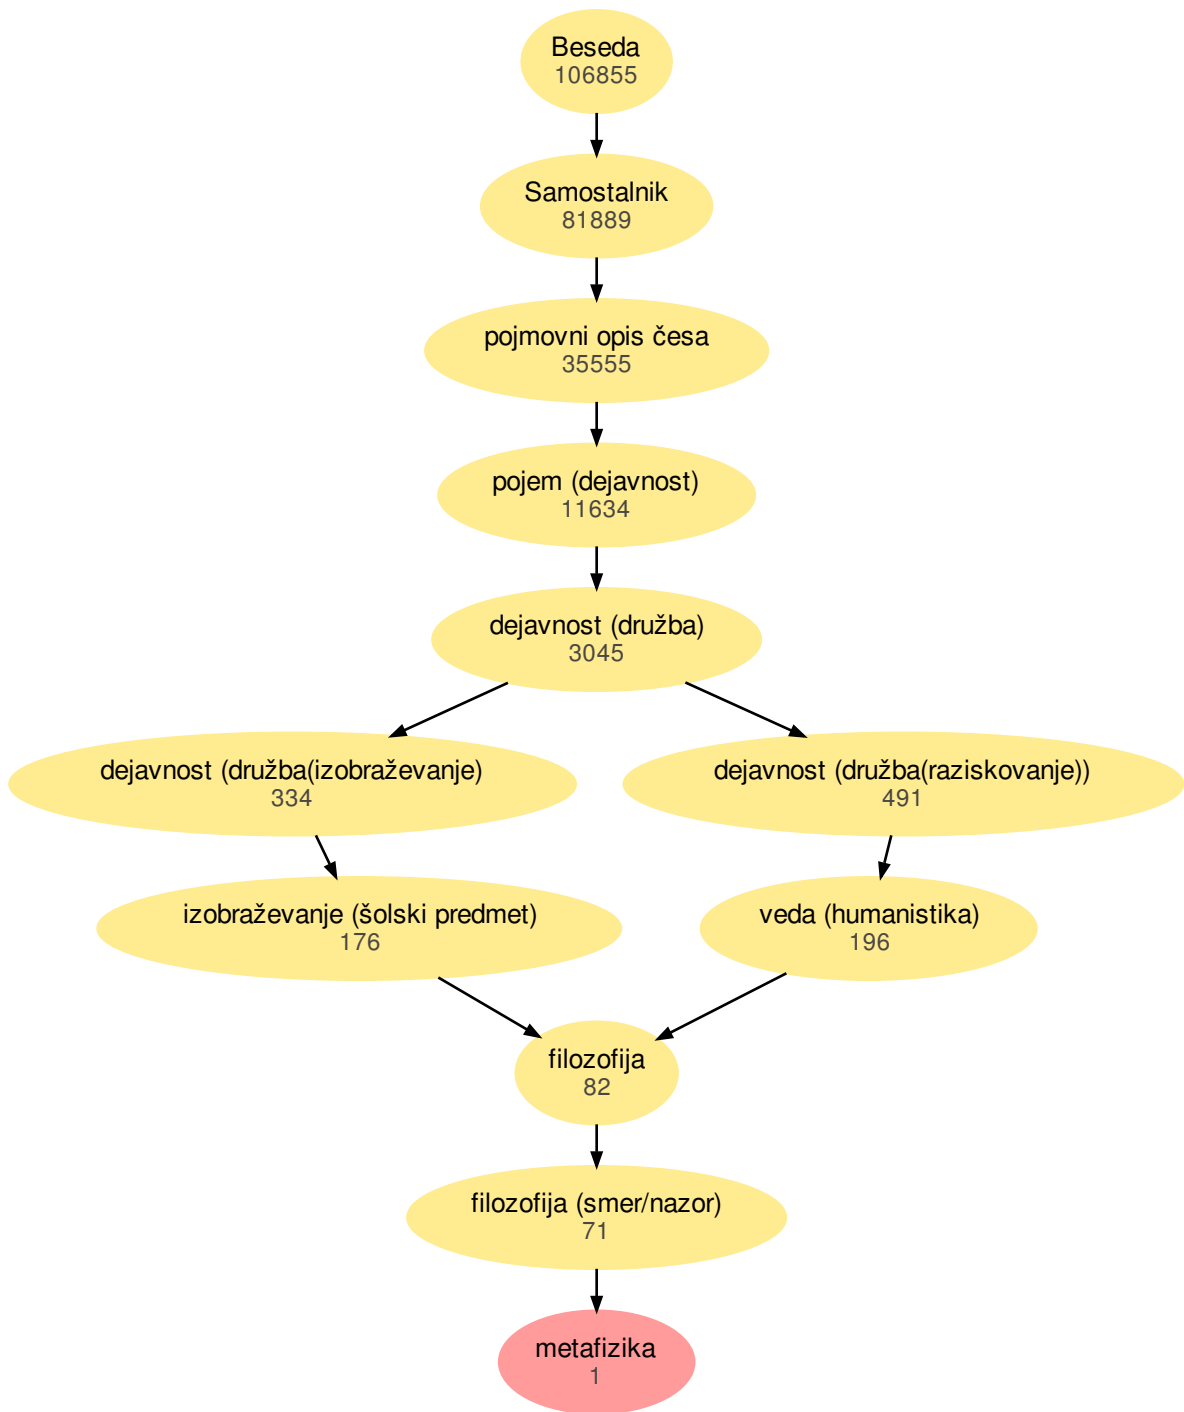 Beseda
106855
Samostalnik
81889
pojmovni opis česa
35555
pojem (dejavnost)
11634
dejavnost (družba)
3045
dejavnost (družba(izobraževanje)
334
dejavnost (družba(raziskovanje))
491
izobraževanje (šolski predmet)
176
veda (humanistika)
196
filozofija
82
filozofija (smer/nazor)
71
metafizika
1